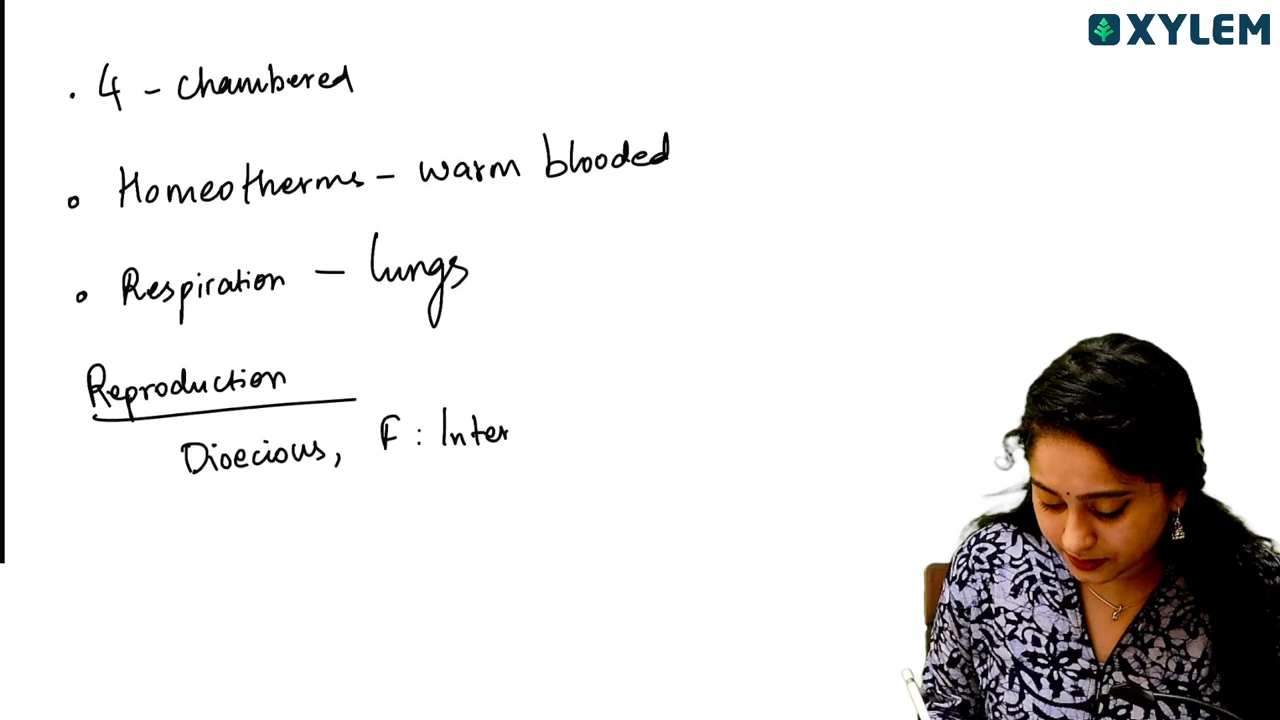 XYLEM
. 4 - chambered
• Homeotherms - warm blooded
• Respiration - lungs
Reproduction
Dioecious, F : Inter